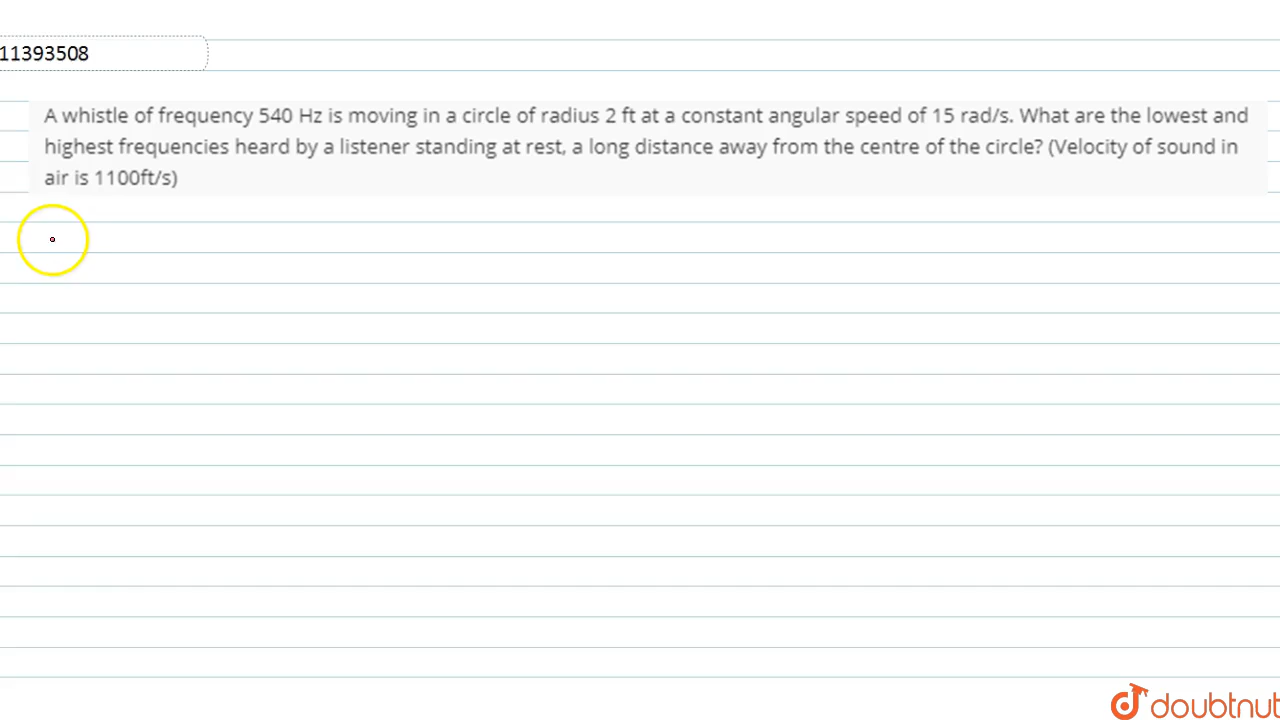 11393508
A whistle of frequency 540 Hz is moving in a circle of radius 2 ft at a constant angular speed of 15 rad/s. What are the lowest and
highest frequencies heard by a listener standing at rest, a long distance away from the centre of the circle? (Velocity of sound in
air is 1100ft/s)
doubtnut